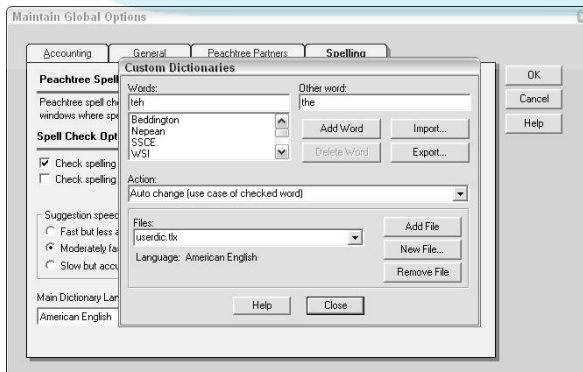 Maintain Global Options
Accounting General Peachtree Partners Spelling
Custom Dictionaries
Peachtree Spell
Peachtree spell che
windows where spe
Spell Check Opt
Check spelling
Check spelling
Suggestion speed
Fast but less a
Moderately fa
Slow but accu
Main Dictionary Lan
American English
Words:
teh
Beddington
Nepean
SSCE
WSI
Other word:
the
Add Word Import...
Delete Word Export...
Action:
Auto change (use case of checked word)
Files:
userdic.tlx
Language: American English
Add File
New File...
Remove File
Help Close
OK
Cancel
Help